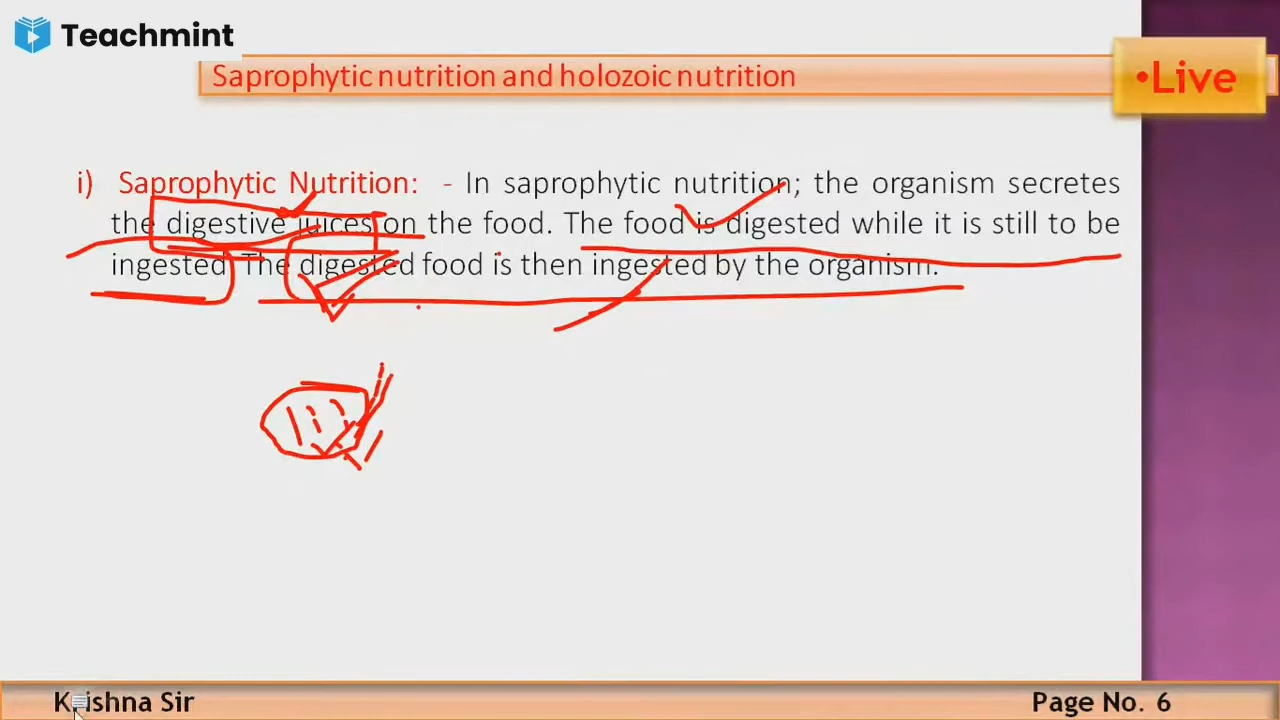 Teachmint
Saprophytic nutrition and holozoic nutrition
•Live
i) Saprophytic Nutrition: - In saprophytic nutrition; the organism secretes
the digestive juices on the food. The food is digested while it is still to be
ingested. The digested food is then ingested by the organism.
Krishna Sir
Page No. 6